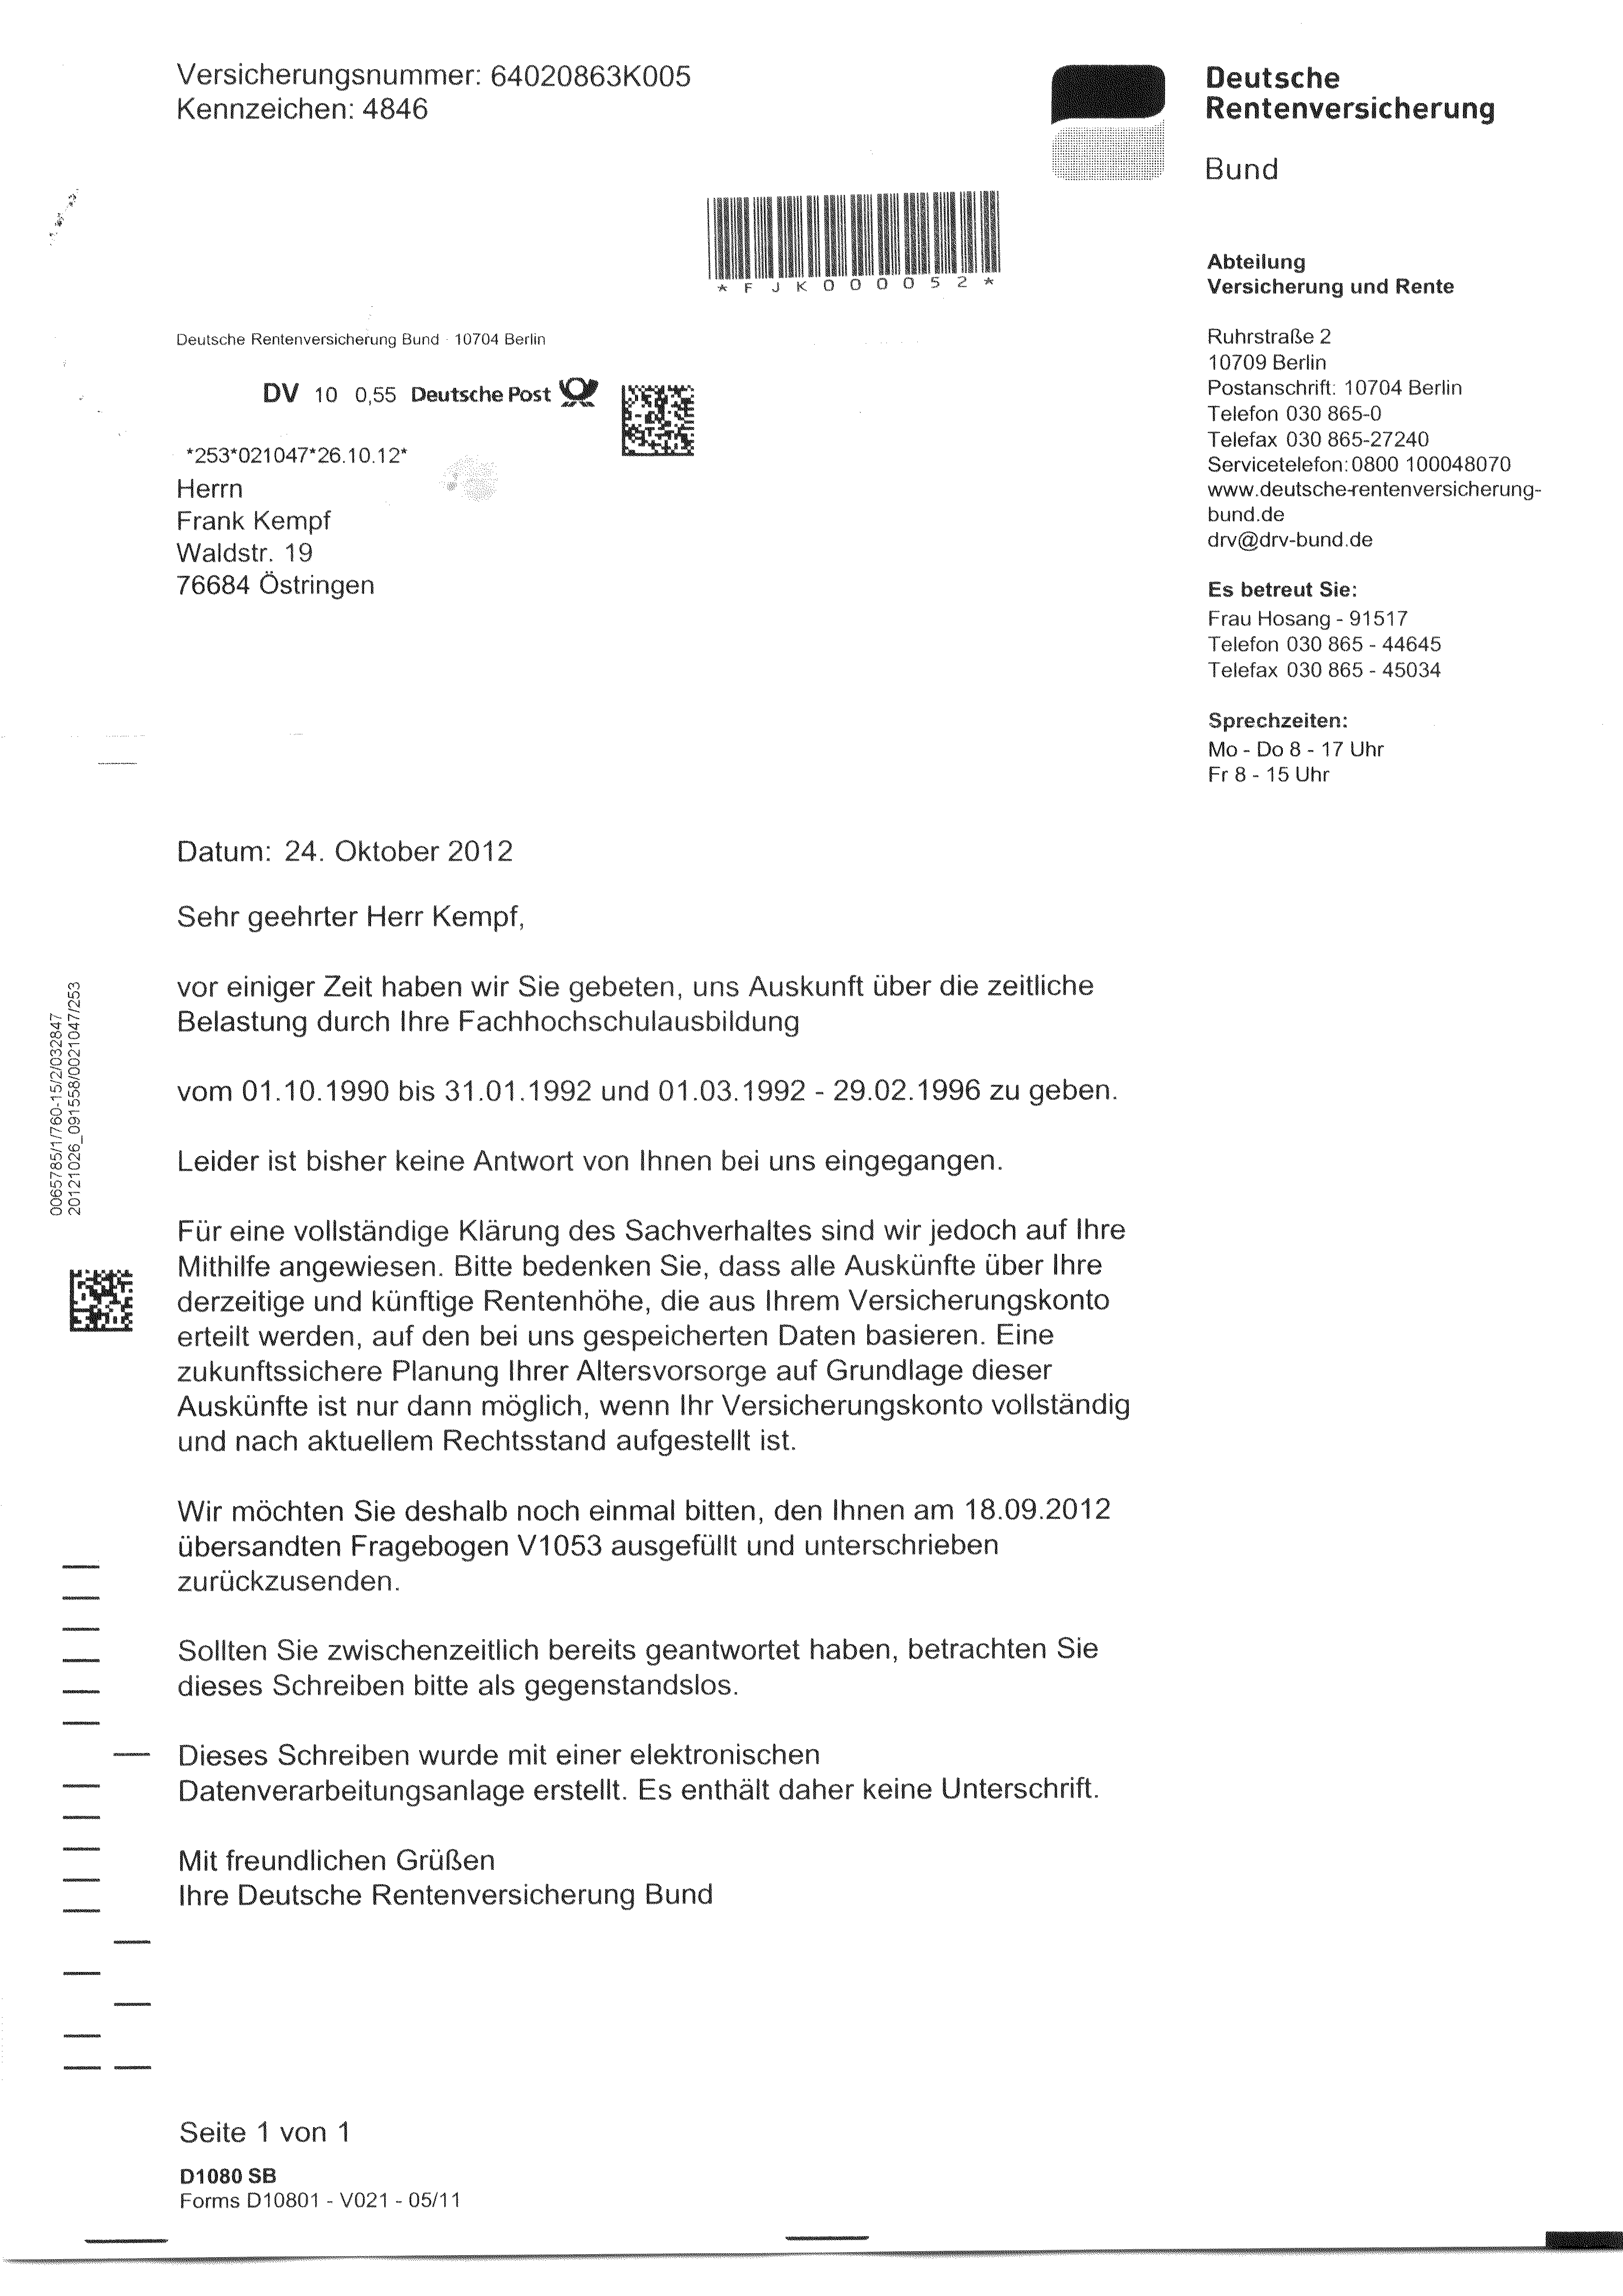 Versicherungsnummer: 64020863K005
Kennzeichen: 4846
Deutsche
Rentenversicherung
Bund
*FJK000052*
Abteilung
Versicherung und Rente
Ruhrstraße 2
10709 Berlin
Postanschrift: 10704 Berlin
Telefon 030 865-0
Telefax 030 865-27240
Servicetelefon: 0800 100048070
www.deutsche-rentenversicherung-
bund.de
drv@drv-bund.de
Es betreut Sie:
Frau Hosang - 91517
Telefon 030 865 - 44645
Telefax 030 865 - 45034
Sprechzeiten:
Mo - Do 8 - 17 Uhr
Fr 8 - 15 Uhr
Deutsche Rentenversicherung Bund · 10704 Berlin
DV 10 0,55 Deutsche Post
*253*021047*26.10.12*
Herrn
Frank Kempf
Waldstr. 19
76684 Östringen
Datum: 24. Oktober 2012
Sehr geehrter Herr Kempf,
vor einiger Zeit haben wir Sie gebeten, uns Auskunft über die zeitliche
Belastung durch Ihre Fachhochschulausbildung
vom 01.10.1990 bis 31.01.1992 und 01.03.1992 - 29.02.1996 zu geben.
Leider ist bisher keine Antwort von Ihnen bei uns eingegangen.
Für eine vollständige Klärung des Sachverhaltes sind wir jedoch auf Ihre
Mithilfe angewiesen. Bitte bedenken Sie, dass alle Auskünfte über Ihre
derzeitige und künftige Rentenhöhe, die aus Ihrem Versicherungskonto
erteilt werden, auf den bei uns gespeicherten Daten basieren. Eine
zukunftssichere Planung Ihrer Altersvorsorge auf Grundlage dieser
Auskünfte ist nur dann möglich, wenn Ihr Versicherungskonto vollständig
und nach aktuellem Rechtsstand aufgestellt ist.
Wir möchten Sie deshalb noch einmal bitten, den Ihnen am 18.09.2012
übersandten Fragebogen V1053 ausgefüllt und unterschrieben
zurückzusenden.
Sollten Sie zwischenzeitlich bereits geantwortet haben, betrachten Sie
dieses Schreiben bitte als gegenstandslos.
Dieses Schreiben wurde mit einer elektronischen
Datenverarbeitungsanlage erstellt. Es enthält daher keine Unterschrift.
Mit freundlichen Grüßen
Ihre Deutsche Rentenversicherung Bund
0065785/1/760-15/2/032847
20121026_091558/0021047/253
Seite 1 von 1
D1080 SB
Forms D10801 - V021 - 05/11